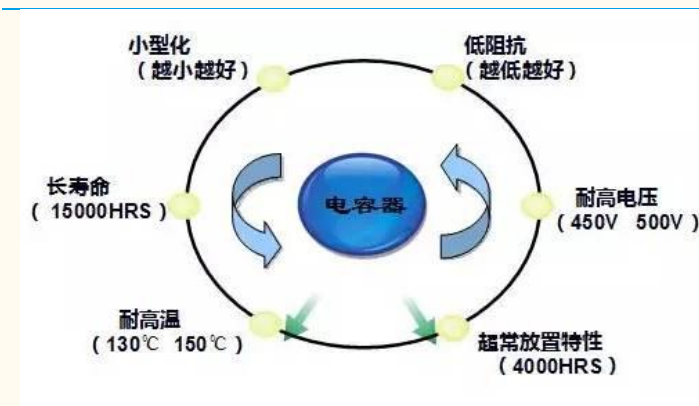 小型化
（越小越好）
低阻抗
（越低越好）
长寿命
（ 15000HRS ）
电容器
耐高电压
（450V 500V）
耐高温
（130℃ 150℃）
超常放置特性
（4000HRS）